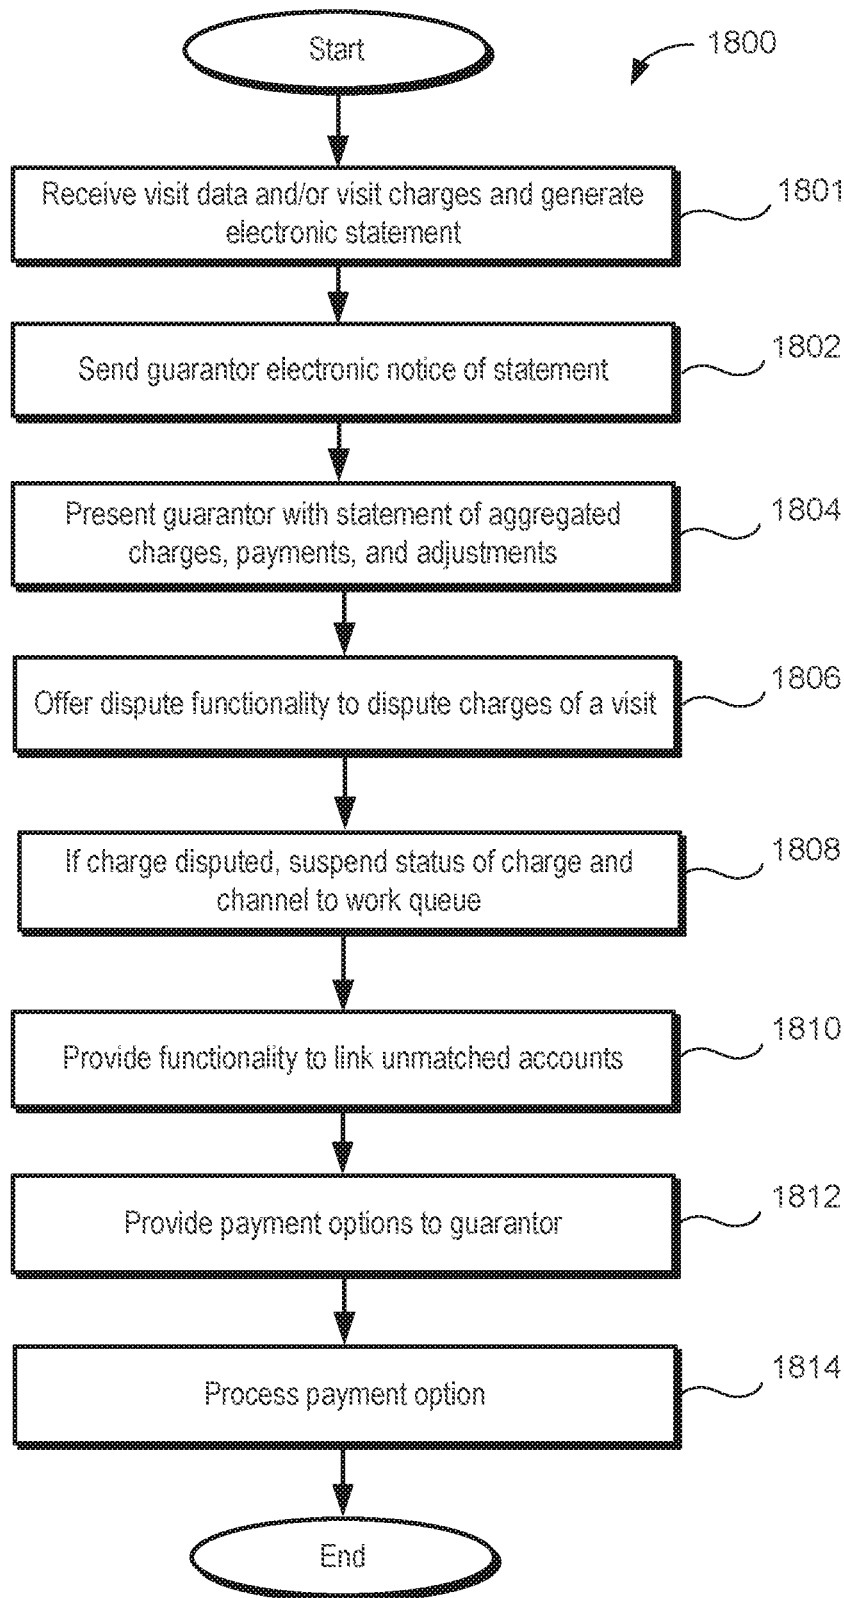 Start
1800
Receive visit data and/or visit charges and generate
electronic statement
1801
Send guarantor electronic notice of statement
1802
Present guarantor with statement of aggregated
charges, payments, and adjustments
1804
Offer dispute functionality to dispute charges of a visit
1806
If charge disputed, suspend status of charge and
channel to work queue
1808
Provide functionality to link unmatched accounts
1810
Provide payment options to guarantor
1812
Process payment option
1814
End